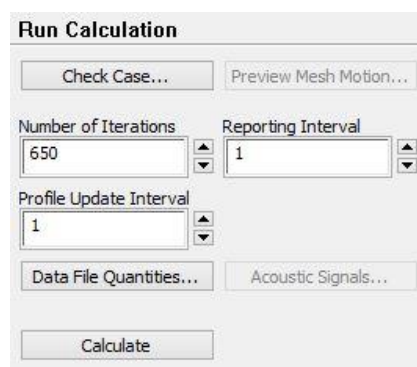 Run Calculation
Check Case... Preview Mesh Motion...
Number of Iterations Reporting Interval
650 1
Profile Update Interval
1
Data File Quantities... Acoustic Signals...
Calculate